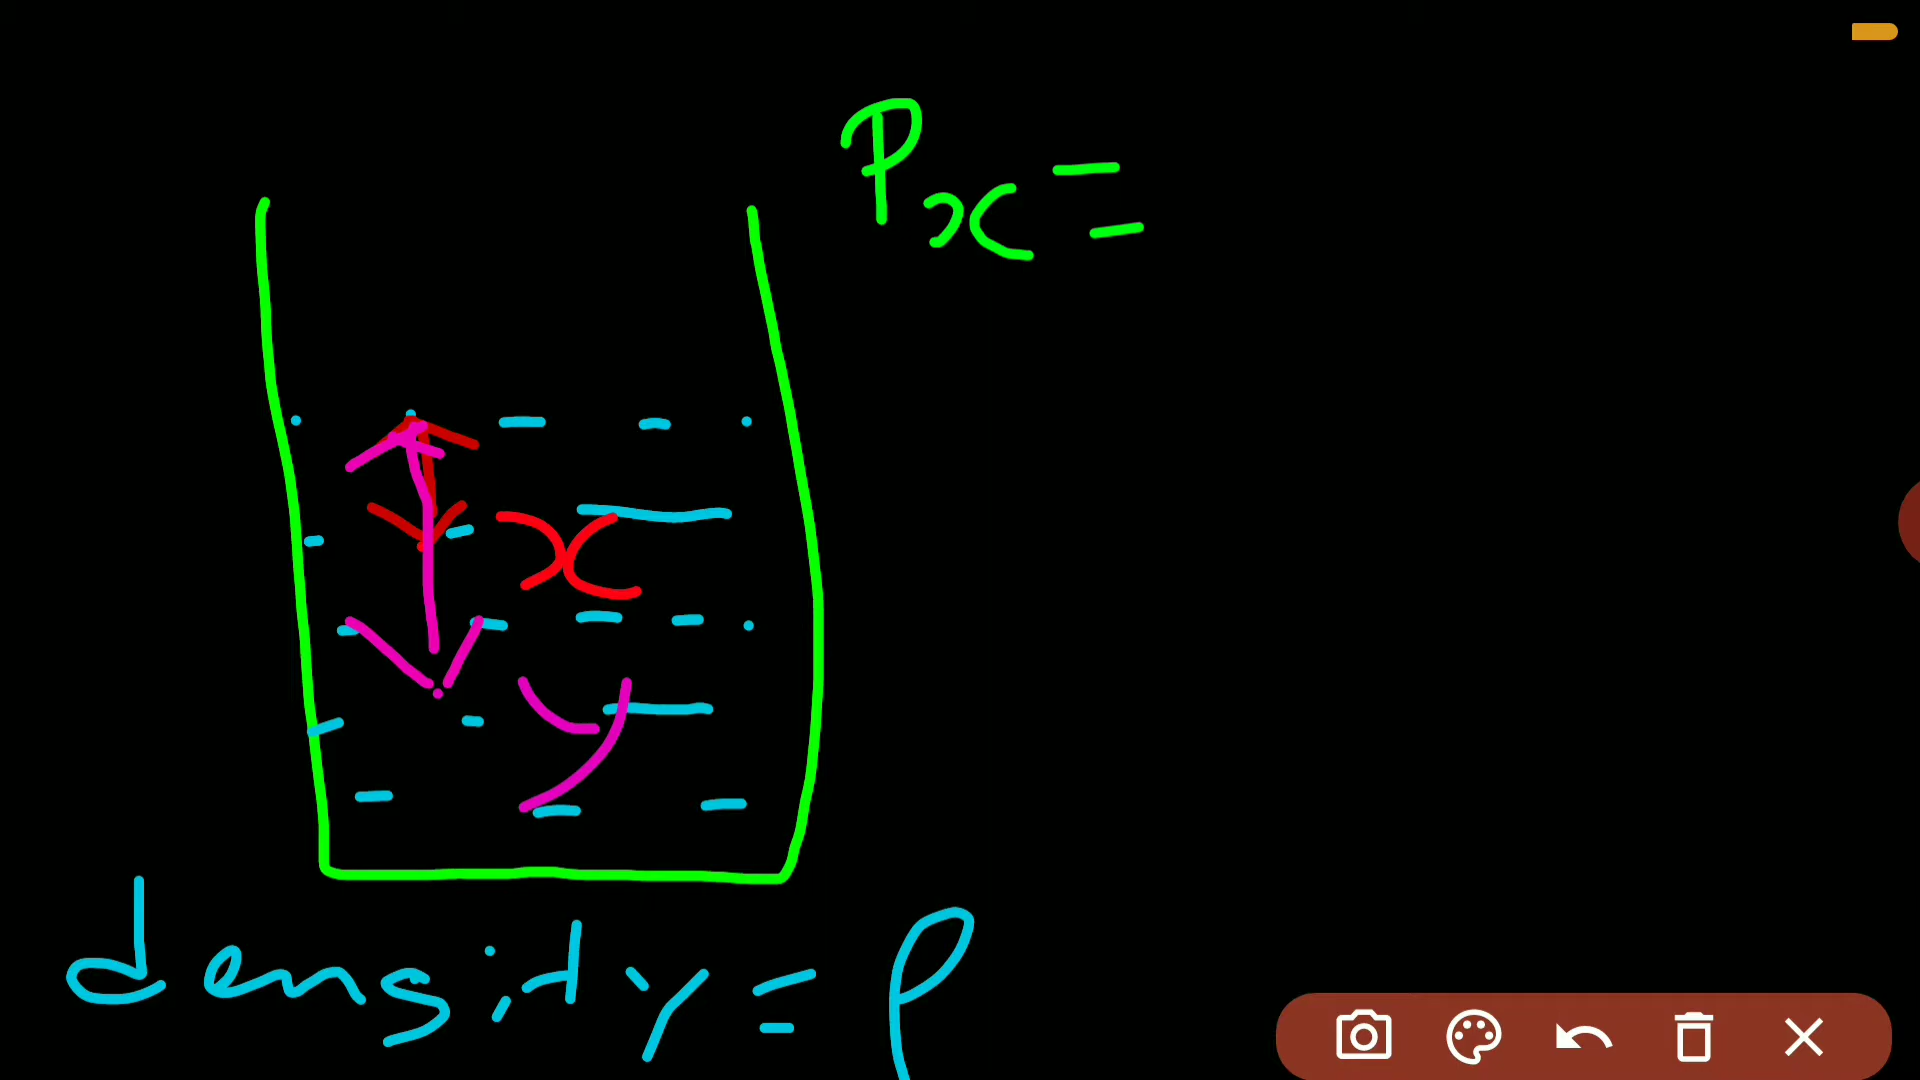 Px =
x
y
density = ρ